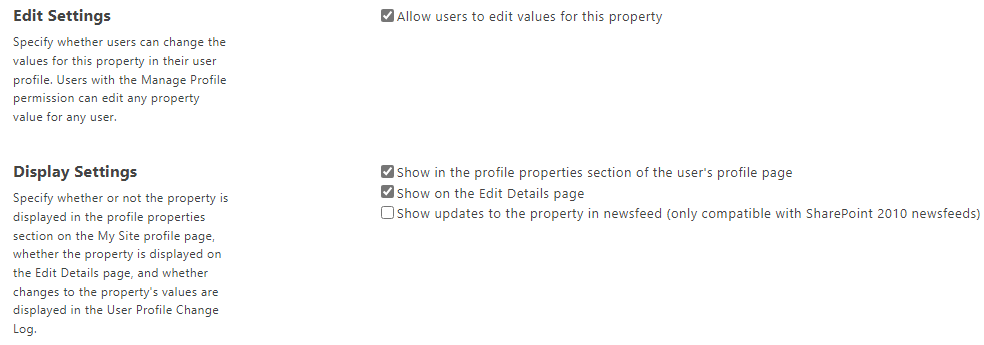 Edit Settings
Allow users to edit values for this property
Specify whether users can change the
values for this property in their user
profile. Users with the Manage Profile
permission can edit any property
value for any user.
Display Settings
Show in the profile properties section of the user's profile page
Show on the Edit Details page
Show updates to the property in newsfeed (only compatible with SharePoint 2010 newsfeeds)
Specify whether or not the property is
displayed in the profile properties
section on the My Site profile page,
whether the property is displayed on
the Edit Details page, and whether
changes to the property's values are
displayed in the User Profile Change
Log.